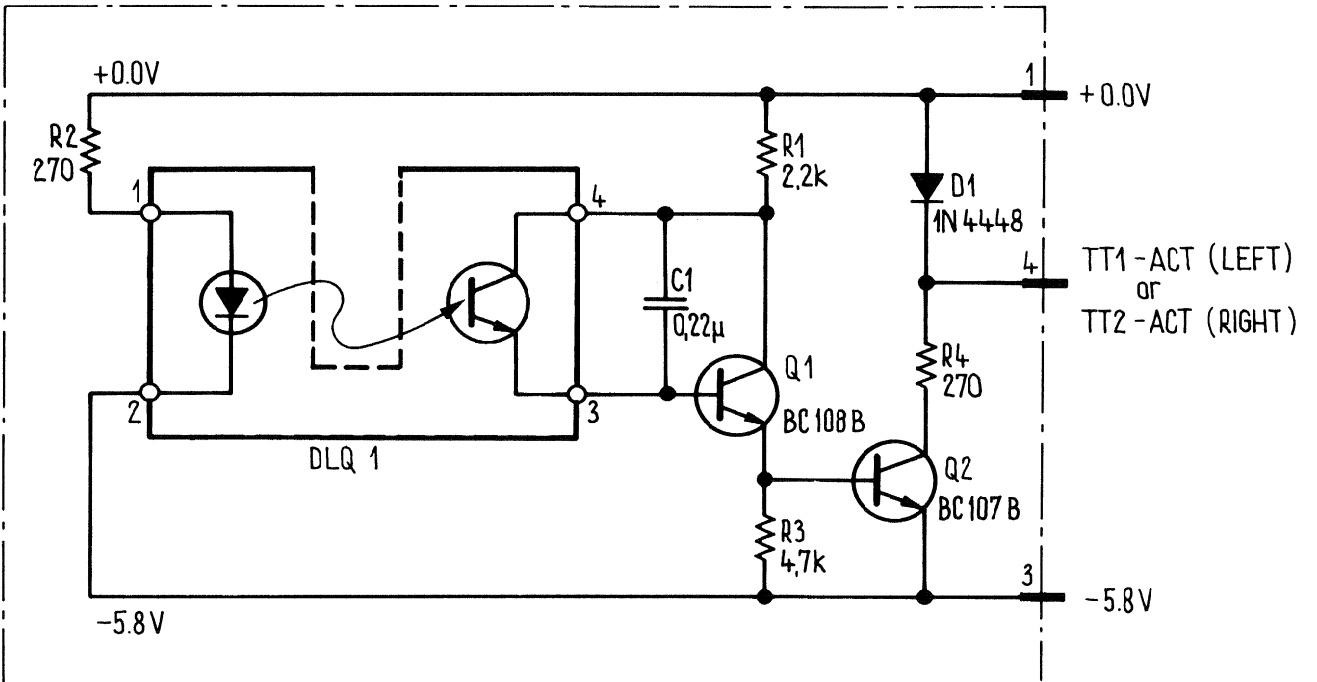 +0.0V
1
+0.0V
R2
270
R1
2,2k
1
4
D1
1N4448
4
TT1-ACT (LEFT)
or
TT2-ACT (RIGHT)
C1
0,22µ
R4
270
Q1
BC108B
2
3
DLQ 1
Q2
BC107B
R3
4,7k
3
-5.8V
-5.8V